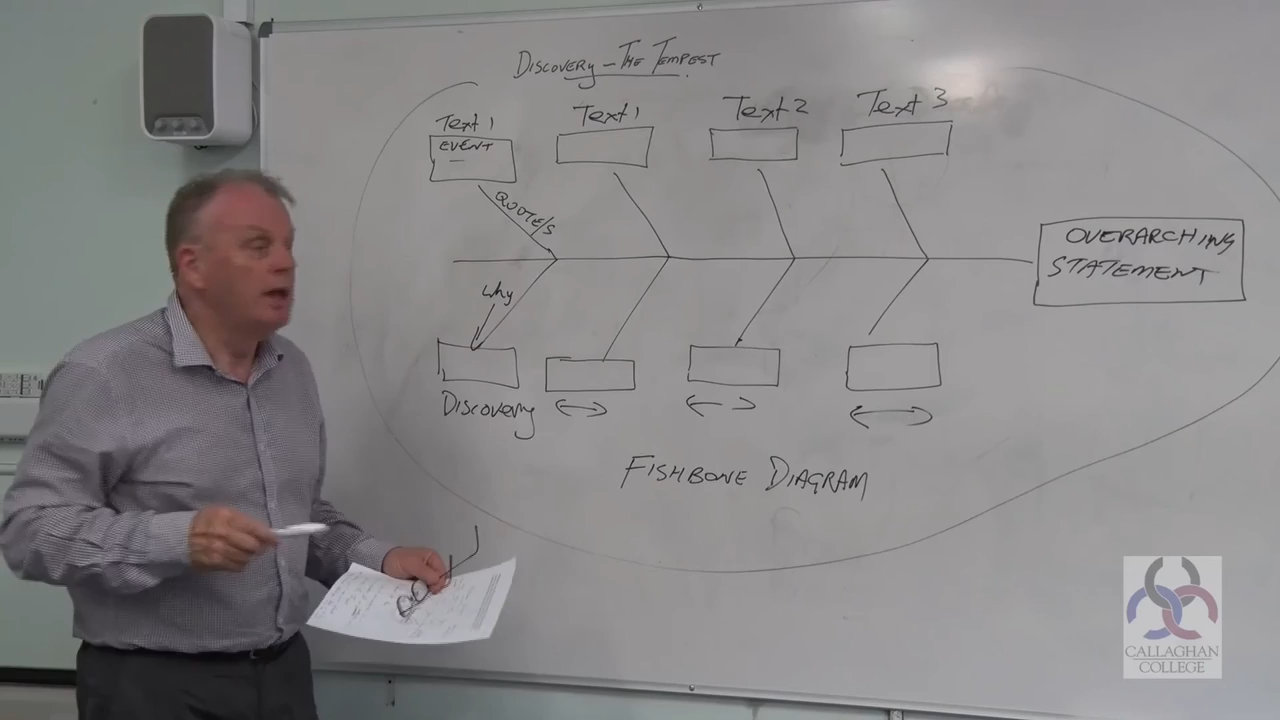 Discovery - The Tempest
Text 1
Text 1
Text 2
Text 3
EVENT
QUOTE/S
OVERARCHING
STATEMENT
Why
Discovery
FISHBONE DIAGRAM
CALLAGHAN
COLLEGE